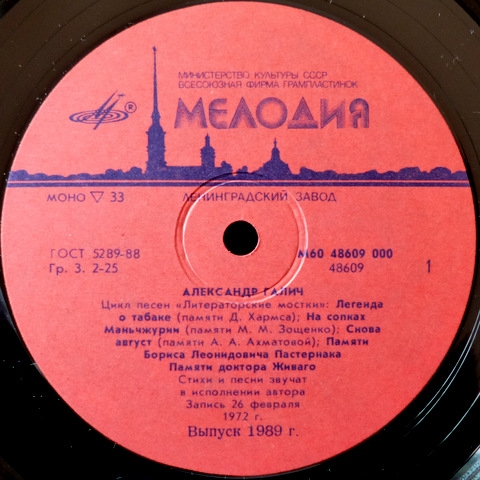 МИНИСТЕРСТВО КУЛЬТУРЫ СССР
ВСЕСОЮЗНАЯ ФИРМА ГРАМПЛАСТИНОК
®
МЕЛОДИЯ
МОНО ▽ 33
ЛЕНИНГРАДСКИЙ ЗАВОД
ГОСТ 5289-88
М60 48609 000
Гр. 3. 2-25
48609
1
АЛЕКСАНДР ГАЛИЧ
Цикл песен «Литераторские мостки»: Легенда
о табаке (памяти Д. Хармса); На сопках
Маньчжурии (памяти М. М. Зощенко); Снова
август (памяти А. А. Ахматовой); Памяти
Бориса Леонидовича Пастернака
Памяти доктора Живаго
Стихи и песни звучат
в исполнении автора
Запись 26 февраля
1972 г.
Выпуск 1989 г.